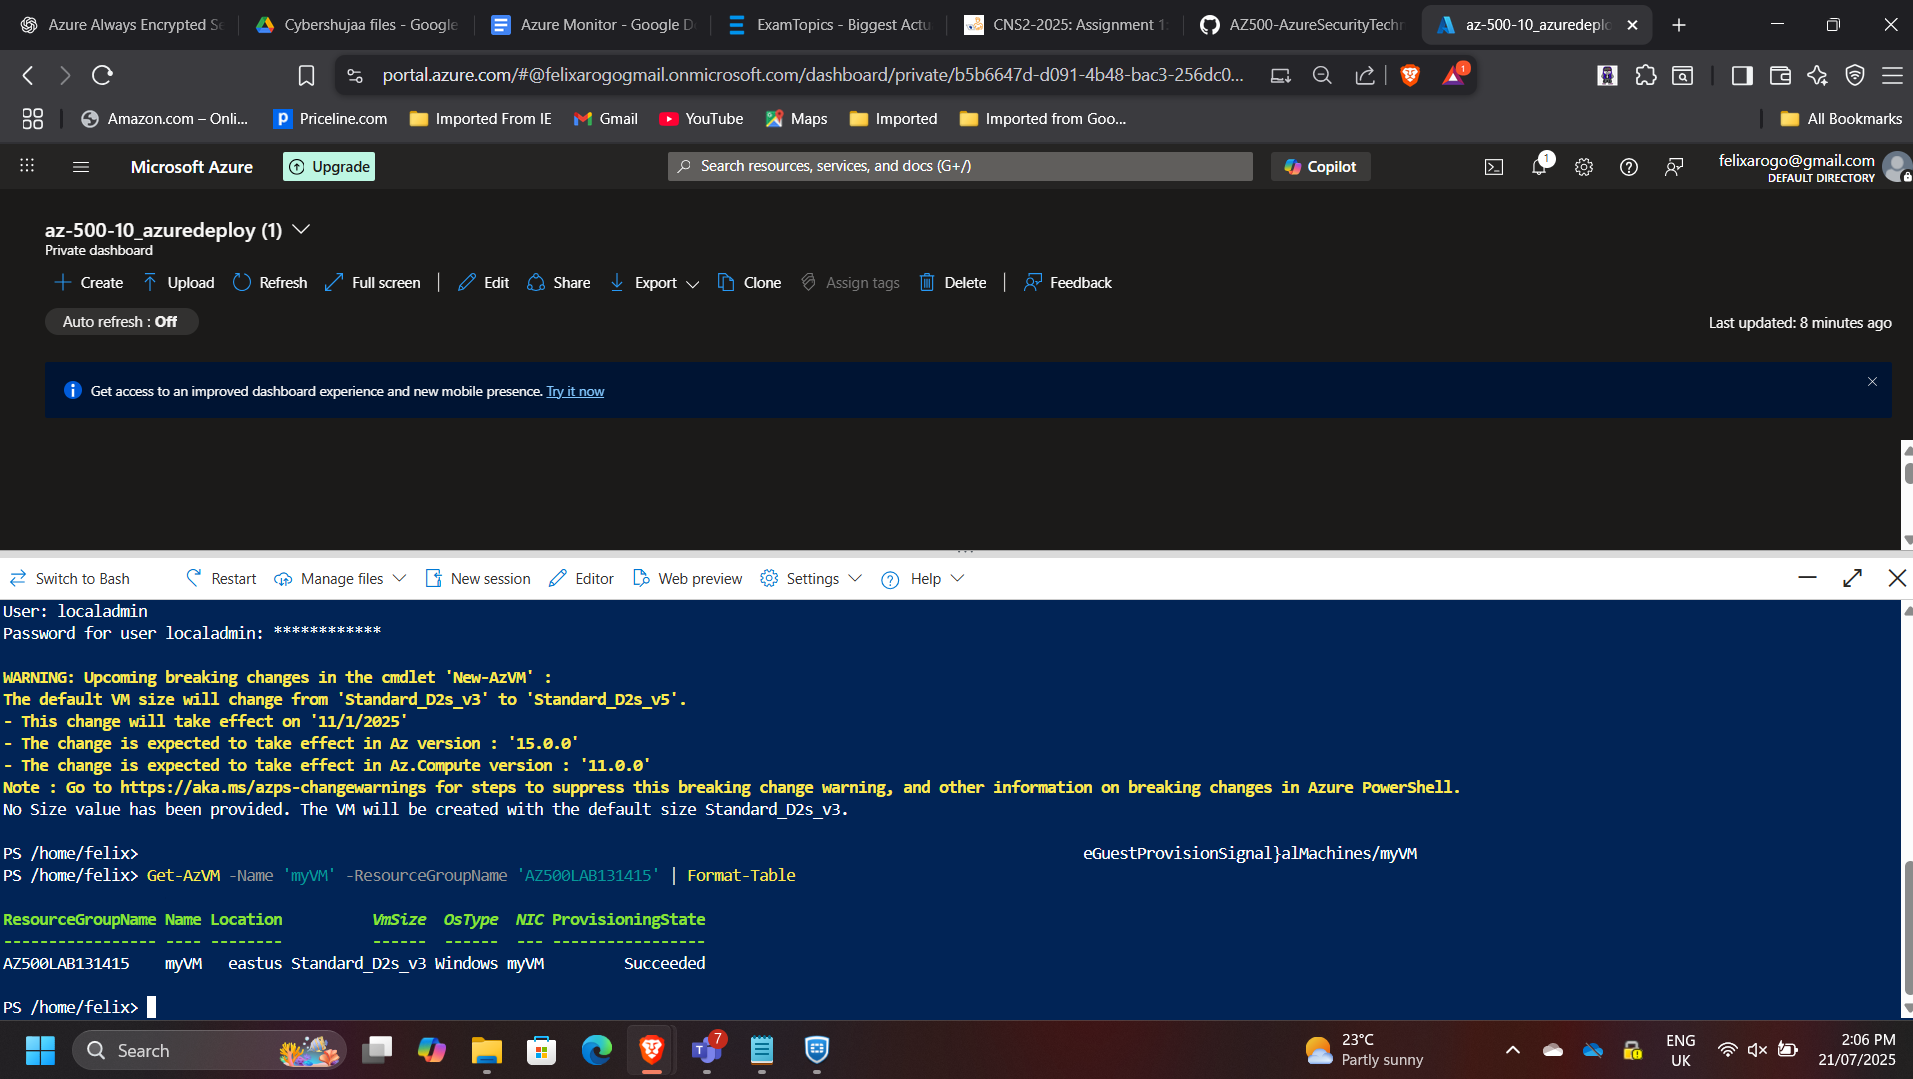 Azure Always Encrypted Se
Cybershujaa files - Google
Azure Monitor - Google D
ExamTopics - Biggest Actu
CNS2-2025: Assignment 1
AZ500-AzureSecurityTechn
az-500-10_azuredeplo
portal.azure.com/#@felixarogogmail.onmicrosoft.com/dashboard/private/b5b6647d-d091-4b48-bac3-256dc0...
1
Amazon.com – Onli...
Priceline.com
Imported From IE
Gmail
YouTube
Maps
Imported
Imported from Goo...
All Bookmarks
Microsoft Azure
Upgrade
Search resources, services, and docs (G+/)
Copilot
1
felixarogo@gmail.com
DEFAULT DIRECTORY
az-500-10_azuredeploy (1)
Private dashboard
Create
Upload
Refresh
Full screen
Edit
Share
Export
Clone
Assign tags
Delete
Feedback
Auto refresh : Off
Last updated: 8 minutes ago
Get access to an improved dashboard experience and new mobile presence. Try it now
Switch to Bash
Restart
Manage files
New session
Editor
Web preview
Settings
Help
User: localadmin
Password for user localadmin: ************
WARNING: Upcoming breaking changes in the cmdlet 'New-AzVM' :
The default VM size will change from 'Standard_D2s_v3' to 'Standard_D2s_v5'.
- This change will take effect on '11/1/2025'
- The change is expected to take effect in Az version : '15.0.0'
- The change is expected to take effect in Az.Compute version : '11.0.0'
Note : Go to https://aka.ms/azps-changewarnings for steps to suppress this breaking change warning, and other information on breaking changes in Azure PowerShell.
No Size value has been provided. The VM will be created with the default size Standard_D2s_v3.
PS /home/felix> eGuestProvisionSignal}alMachines/myVM
PS /home/felix> Get-AzVM -Name 'myVM' -ResourceGroupName 'AZ500LAB131415' | Format-Table
ResourceGroupName Name Location VmSize OsType NIC ProvisioningState
----------------- ---- -------- ------ ------ --- -----------------
AZ500LAB131415 myVM eastus Standard_D2s_v3 Windows myVM Succeeded
PS /home/felix>
Search
7
23°C
Partly sunny
ENG
UK
2:06 PM
21/07/2025